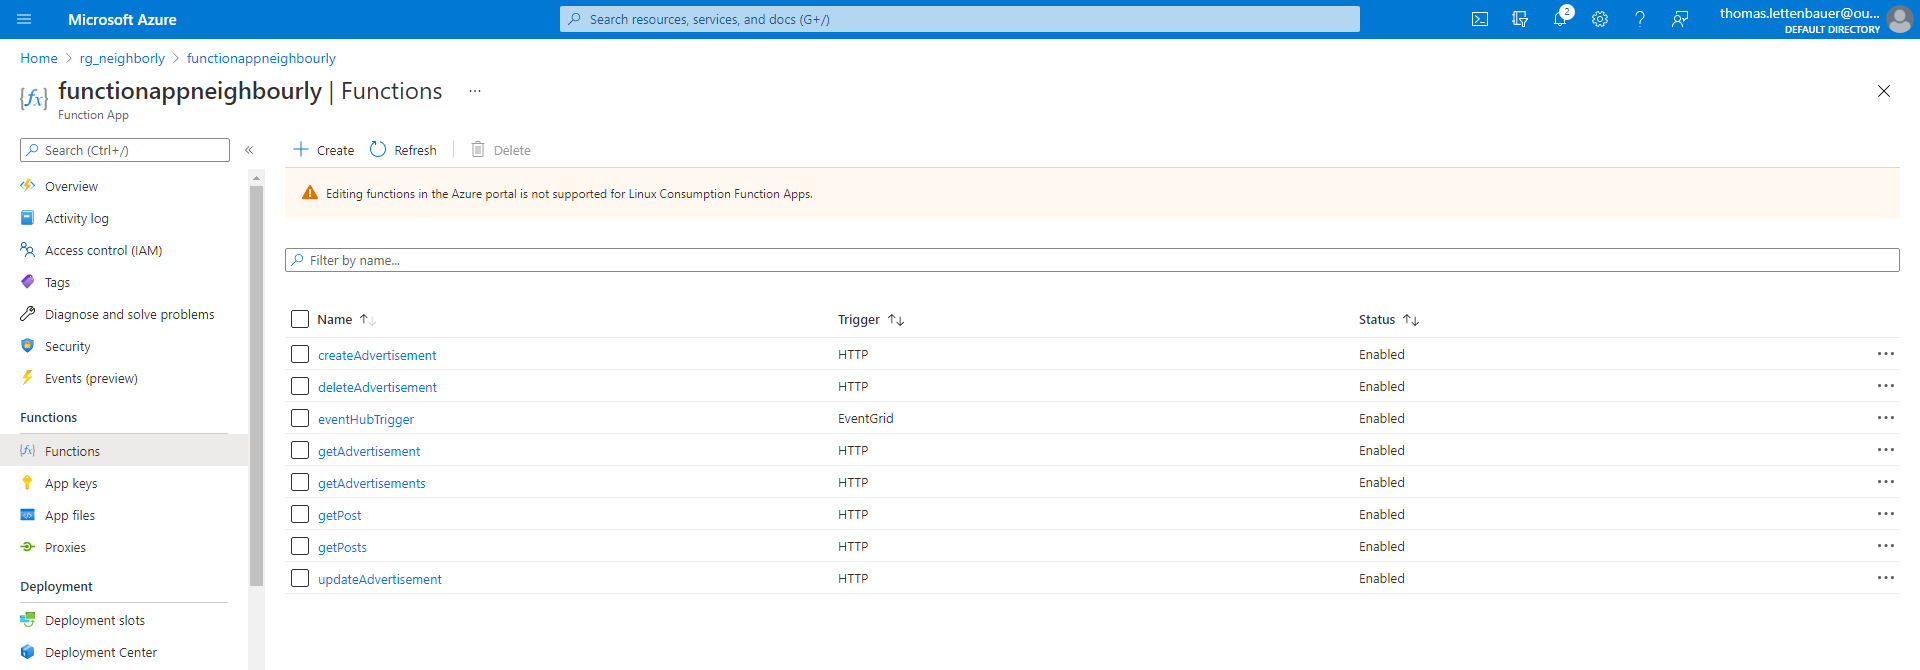 Microsoft Azure
Search resources, services, and docs (G+/)
2
thomas.lettenbauer@ou...
DEFAULT DIRECTORY
Home > rg_neighborly > functionappneighbourly
{fx}
functionappneighbourly | Functions ...
Function App
Search (Ctrl+/)
«
Create Refresh Delete
Overview
Activity log
Access control (IAM)
Tags
Diagnose and solve problems
Security
Events (preview)
Functions
Functions
App keys
App files
Proxies
Deployment
Deployment slots
Deployment Center
Editing functions in the Azure portal is not supported for Linux Consumption Function Apps.
Filter by name...
Name Trigger Status
createAdvertisement HTTP Enabled
deleteAdvertisement HTTP Enabled
eventHubTrigger EventGrid Enabled
getAdvertisement HTTP Enabled
getAdvertisements HTTP Enabled
getPost HTTP Enabled
getPosts HTTP Enabled
updateAdvertisement HTTP Enabled